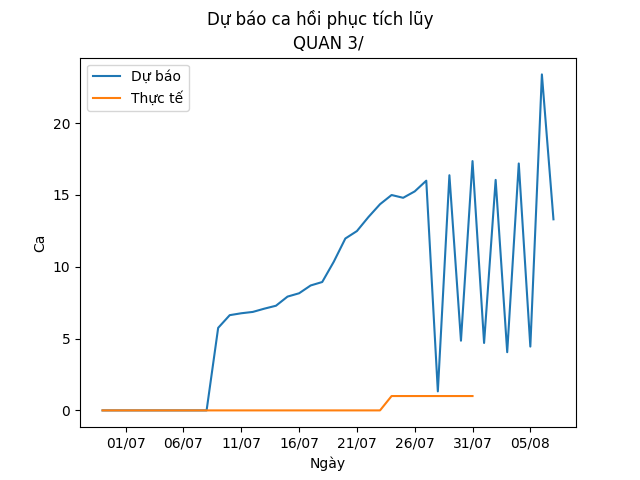 Dự báo ca hồi phục tích lũy
QUAN 3/
Dự báo
Thực tế
20
15
10
5
0
Ca
01/07
06/07
11/07
16/07
21/07
26/07
31/07
05/08
Ngày